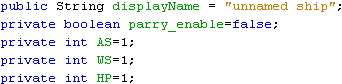 public String displayName = "unnamed ship";
private boolean parry_enable=false;
private int AS=1;
private int WS=1;
private int HP=1;